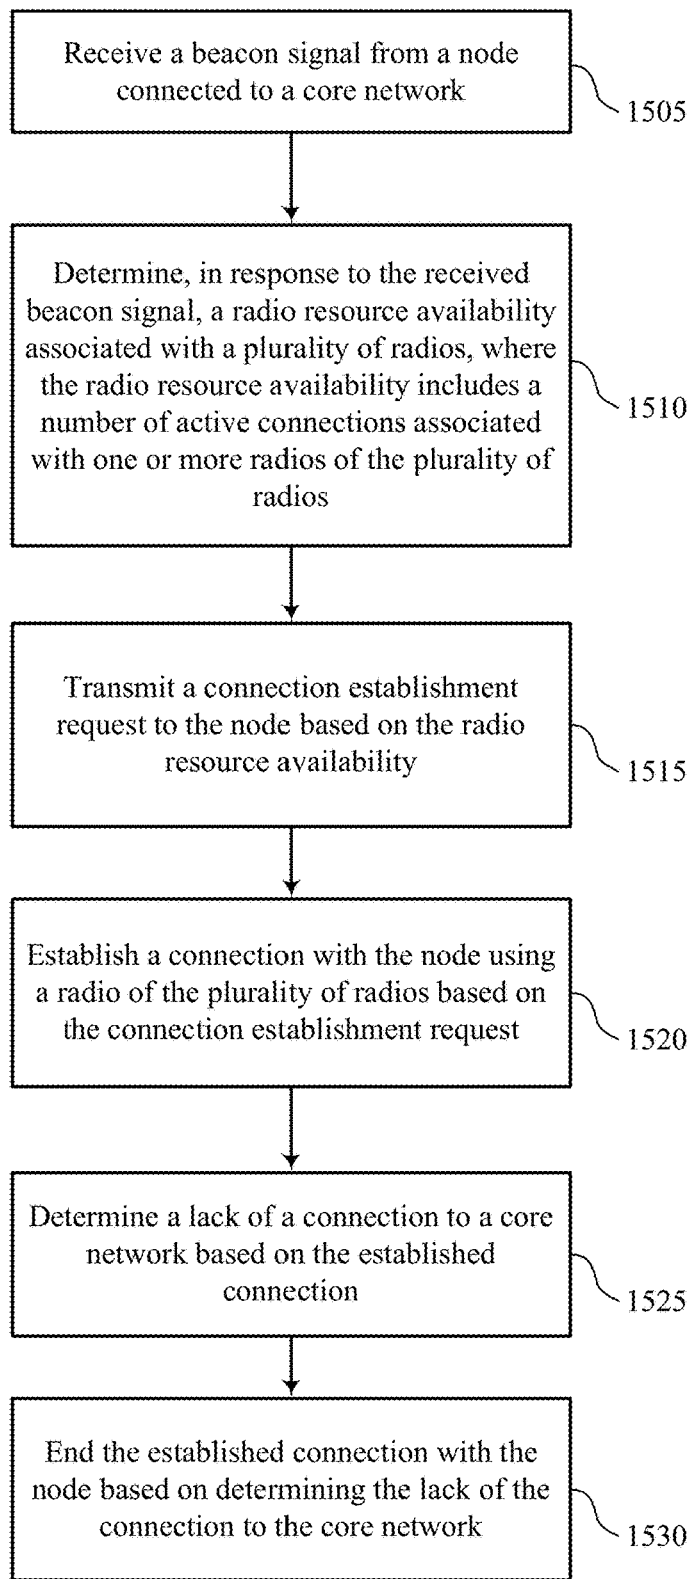 Receive a beacon signal from a node
connected to a core network
1505
Determine, in response to the received
beacon signal, a radio resource availability
associated with a plurality of radios, where
the radio resource availability includes a
number of active connections associated
with one or more radios of the plurality of
radios
1510
Transmit a connection establishment
request to the node based on the radio
resource availability
1515
Establish a connection with the node using
a radio of the plurality of radios based on
the connection establishment request
1520
Determine a lack of a connection to a core
network based on the established
connection
1525
End the established connection with the
node based on determining the lack of the
connection to the core network
1530